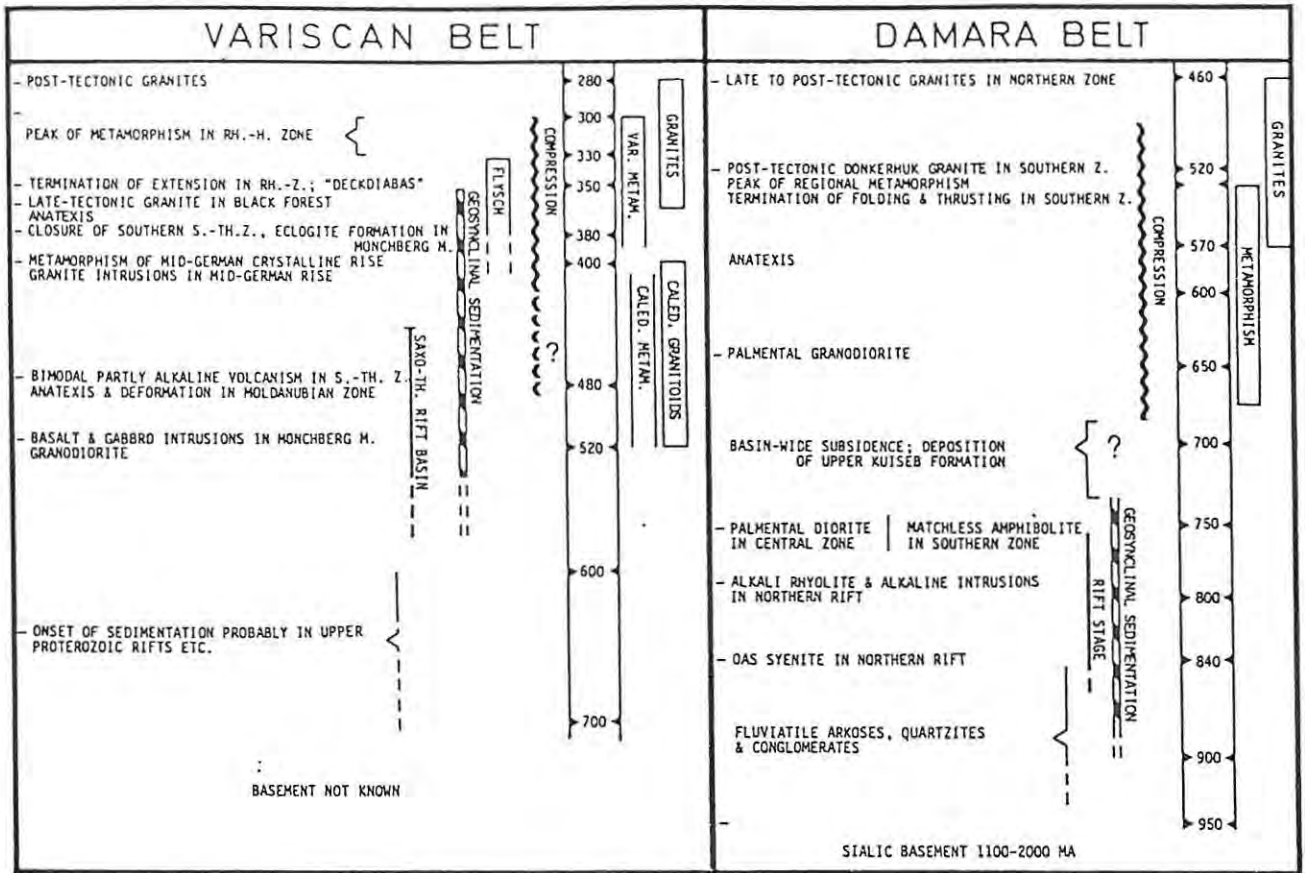 VARISCAN BELT
- POST-TECTONIC GRANITES
-
PEAK OF METAMORPHISM IN RH.-H. ZONE
- TERMINATION OF EXTENSION IN RH.-Z.; "DECKDIABAS"
- LATE-TECTONIC GRANITE IN BLACK FOREST
ANATEXIS
- CLOSURE OF SOUTHERN S.-TH.Z., ECLOGITE FORMATION IN
MONCHBERG M.
- METAMORPHISM OF MID-GERMAN CRYSTALLINE RISE
GRANITE INTRUSIONS IN MID-GERMAN RISE
- BIMODAL PARTLY ALKALINE VOLCANISM IN S.-TH. Z.
ANATEXIS & DEFORMATION IN MOLDANUBIAN ZONE
- BASALT & GABBRO INTRUSIONS IN MONCHBERG M.
GRANODIORITE
- ONSET OF SEDIMENTATION PROBABLY IN UPPER
PROTEROZOIC RIFTS ETC.
BASEMENT NOT KNOWN
SAXO-TH. RIFT BASIN
GEOSYNCLINAL SEDIMENTATION
FLYSCH
COMPRESSION
?
280
300
330
350
380
400
480
520
600
700
VAR. METAM.
GRANITES
CALED. METAM.
CALED. GRANITOIDS
DAMARA BELT
- LATE TO POST-TECTONIC GRANITES IN NORTHERN ZONE
- POST-TECTONIC DONKERHUK GRANITE IN SOUTHERN Z.
PEAK OF REGIONAL METAMORPHISM
TERMINATION OF FOLDING & THRUSTING IN SOUTHERN Z.
ANATEXIS
- PALMENTAL GRANODIORITE
BASIN-WIDE SUBSIDENCE; DEPOSITION
OF UPPER KUISEB FORMATION
?
- PALMENTAL DIORITE
IN CENTRAL ZONE
MATCHLESS AMPHIBOLITE
IN SOUTHERN ZONE
- ALKALI RHYOLITE & ALKALINE INTRUSIONS
IN NORTHERN RIFT
- OAS SYENITE IN NORTHERN RIFT
FLUVIATILE ARKOSES, QUARTZITES
& CONGLOMERATES
-
SIALIC BASEMENT 1100-2000 MA
RIFT STAGE
GEOSYNCLINAL SEDIMENTATION
COMPRESSION
460
520
570
600
650
700
750
800
840
900
950
METAMORPHISM
GRANITES